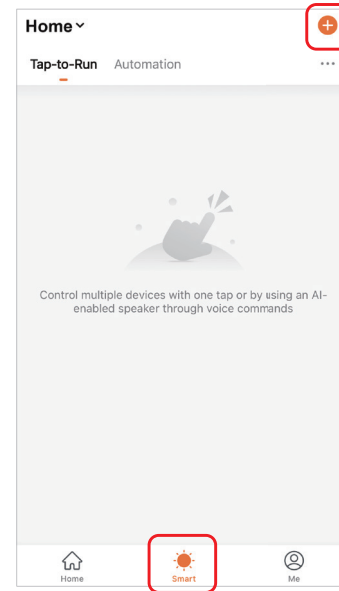 Home
Tap-to-Run Automation
Control multiple devices with one tap or by using an AI-
enabled speaker through voice commands
Home Smart Me